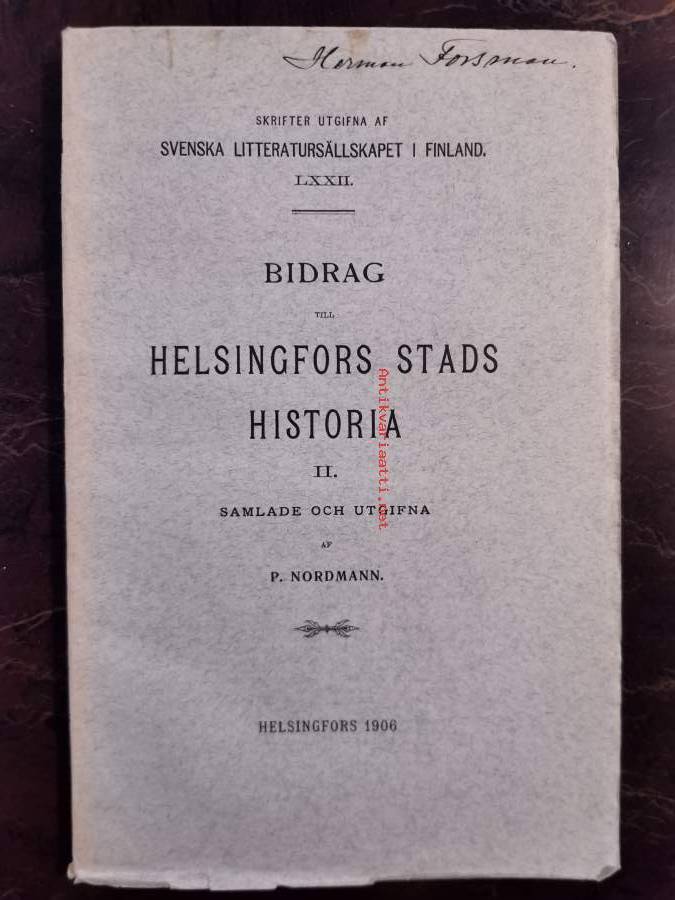 Herman Forsman.
SKRIFTER UTGIFNA AF
SVENSKA LITTERATURSÄLLSKAPET I FINLAND.
LXXII.
BIDRAG
TILL
HELSINGFORS STADS
HISTORIA
II.
SAMLADE OCH UTGIFNA
AF
P. NORDMANN.
HELSINGFORS 1906
Antikvariaatti.net